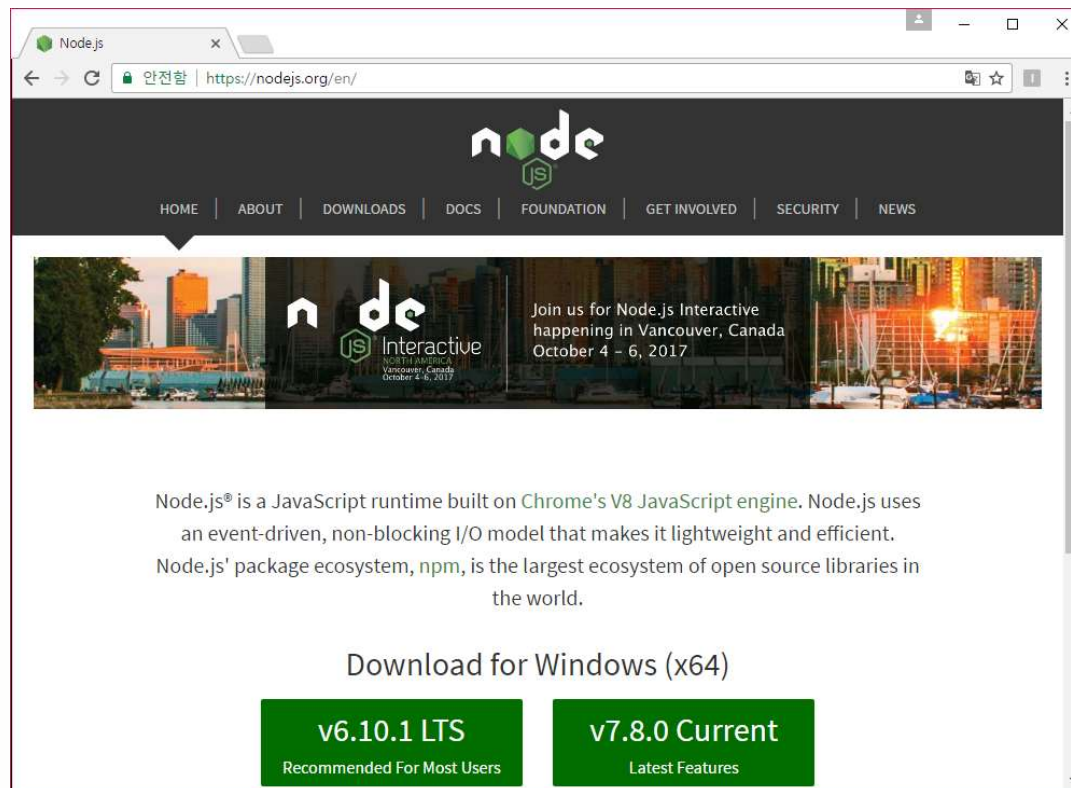 Node.js
안전함 | https://nodejs.org/en/
node
JS
HOME | ABOUT | DOWNLOADS | DOCS | FOUNDATION | GET INVOLVED | SECURITY | NEWS
node
JS Interactive
NORTH AMERICA
Vancouver, Canada
October 4-6, 2017
Join us for Node.js Interactive
happening in Vancouver, Canada
October 4 – 6, 2017
Node.js® is a JavaScript runtime built on Chrome's V8 JavaScript engine. Node.js uses
an event-driven, non-blocking I/O model that makes it lightweight and efficient.
Node.js' package ecosystem, npm, is the largest ecosystem of open source libraries in
the world.
Download for Windows (x64)
v6.10.1 LTS
Recommended For Most Users
v7.8.0 Current
Latest Features